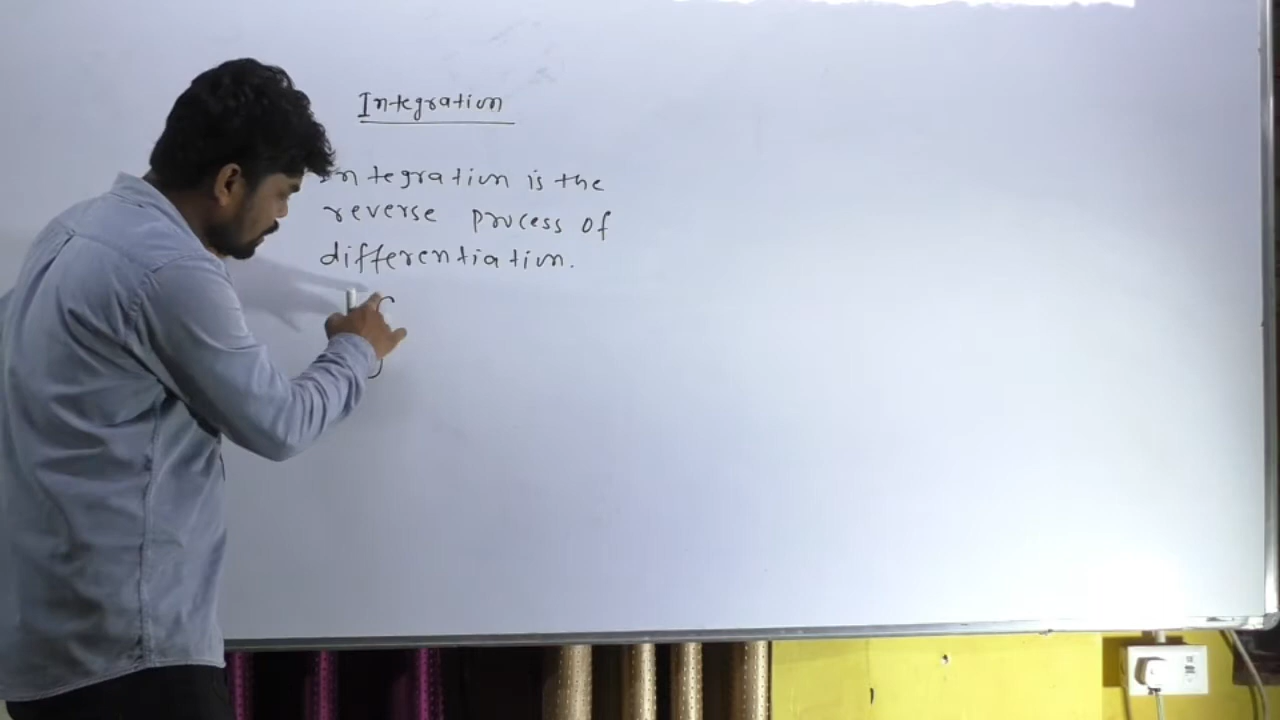 Integration
Integration is the
reverse process of
differentiation.
∫